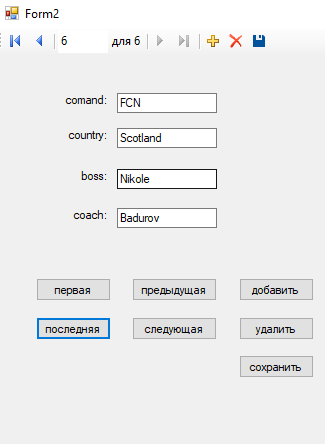 Form2
6 для 6
comand: FCN
country: Scotland
boss: Nikole
coach: Badurov
первая предыдущая добавить
последняя следующая удалить
сохранить